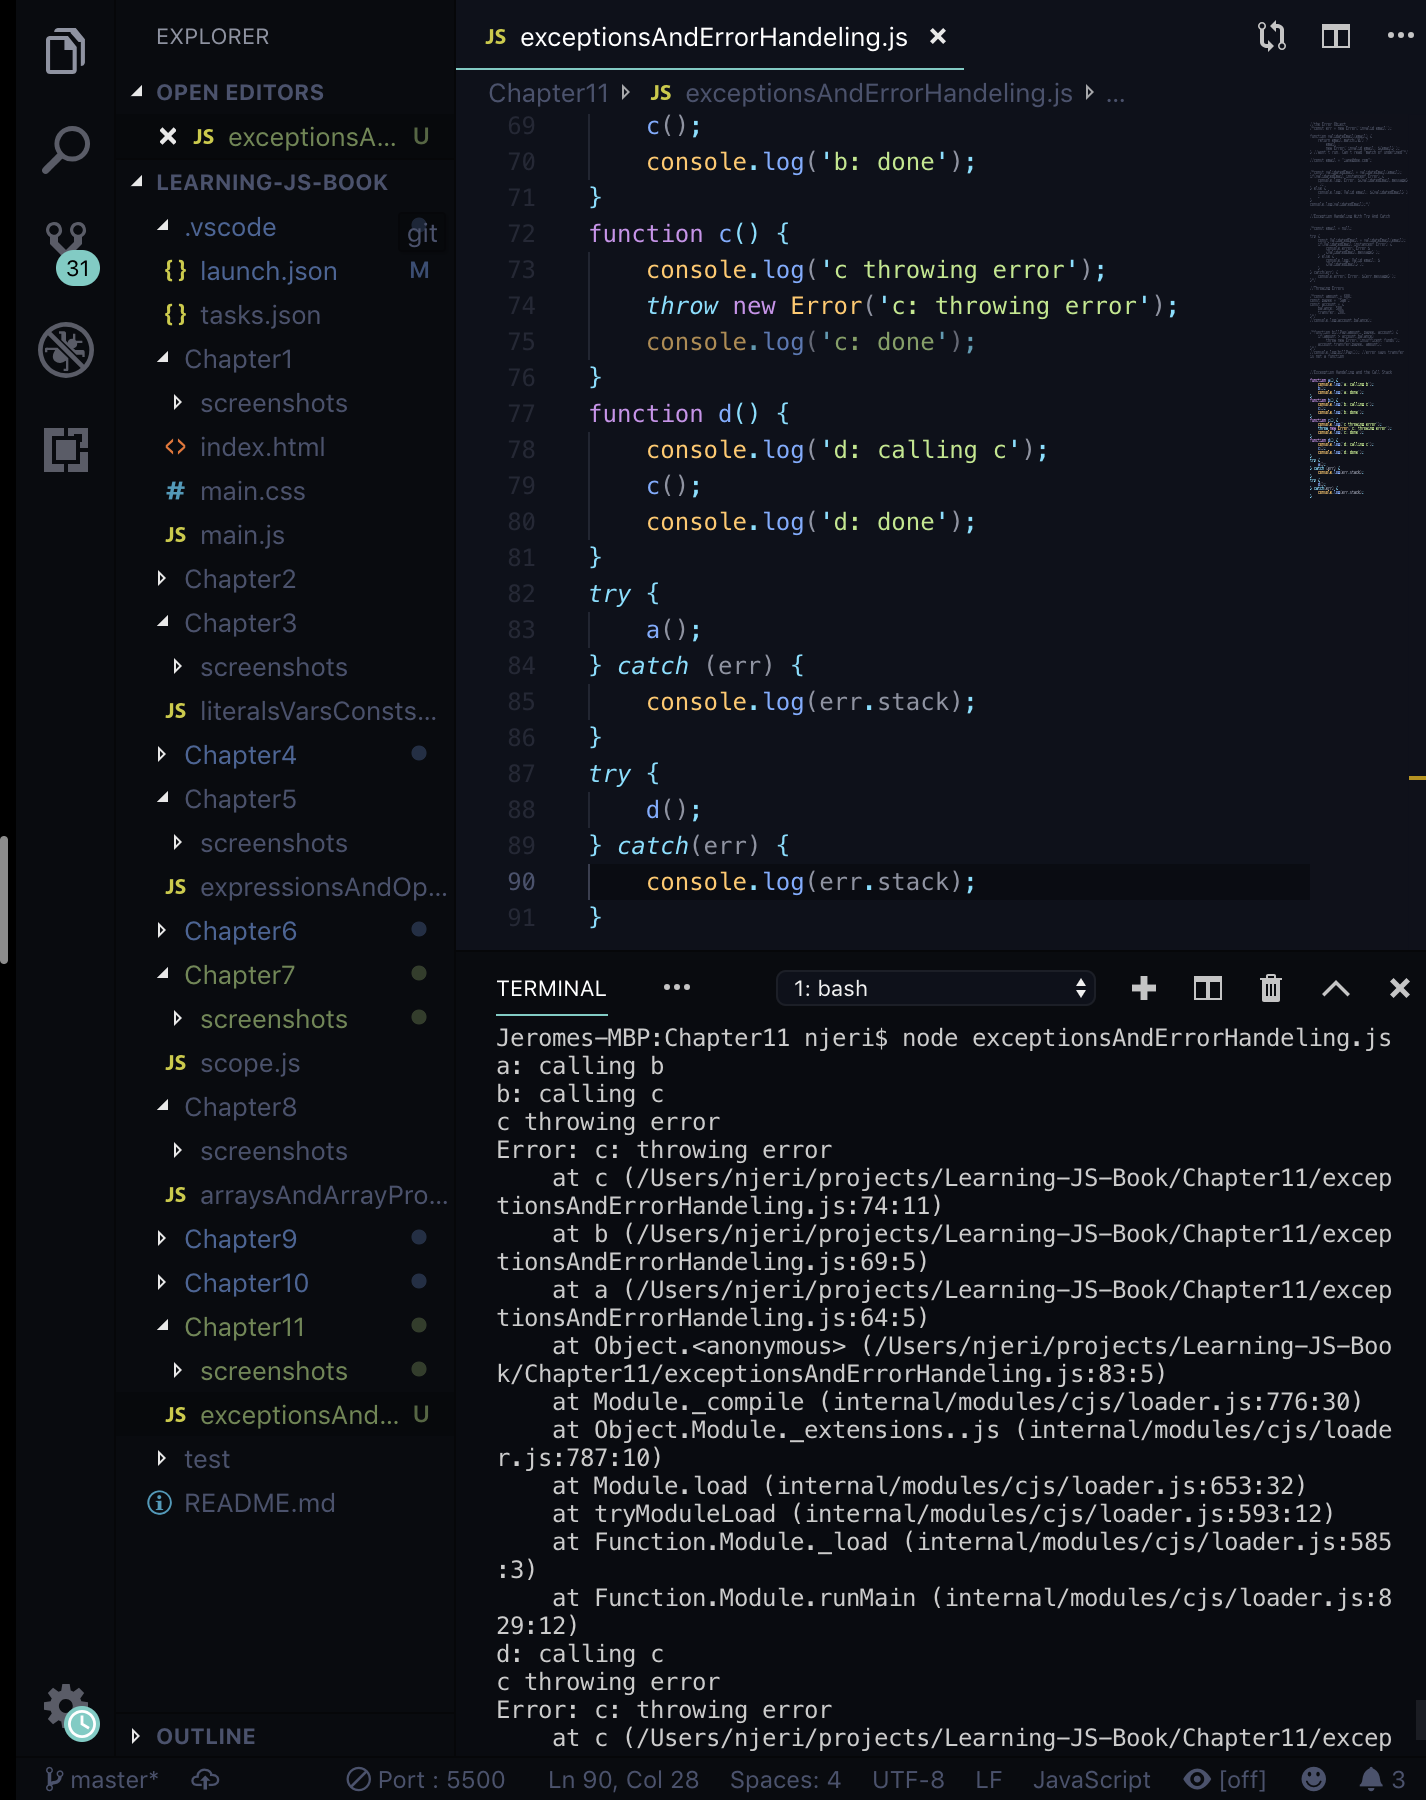 EXPLORER
OPEN EDITORS
JS exceptionsA... U
LEARNING-JS-BOOK
.vscode
git
{} launch.json M
{} tasks.json
Chapter1
screenshots
<> index.html
# main.css
JS main.js
Chapter2
Chapter3
screenshots
JS literalsVarsConsts...
Chapter4
Chapter5
screenshots
JS expressionsAndOp...
Chapter6
Chapter7
screenshots
JS scope.js
Chapter8
screenshots
JS arraysAndArrayPro...
Chapter9
Chapter10
Chapter11
screenshots
JS exceptionsAnd... U
test
README.md
OUTLINE
31
JS exceptionsAndErrorHandeling.js
Chapter11 JS exceptionsAndErrorHandeling.js ...
69 c();
70 console.log('b: done');
71 }
72 function c() {
73 console.log('c throwing error');
74 throw new Error('c: throwing error');
75 console.log('c: done');
76 }
77 function d() {
78 console.log('d: calling c');
79 c();
80 console.log('d: done');
81 }
82 try {
83 a();
84 } catch (err) {
85 console.log(err.stack);
86 }
87 try {
88 d();
89 } catch(err) {
90 console.log(err.stack);
91 }
TERMINAL
1: bash
Jeromes-MBP:Chapter11 njeri$ node exceptionsAndErrorHandeling.js
a: calling b
b: calling c
c throwing error
Error: c: throwing error
at c (/Users/njeri/projects/Learning-JS-Book/Chapter11/excep
tionsAndErrorHandeling.js:74:11)
at b (/Users/njeri/projects/Learning-JS-Book/Chapter11/excep
tionsAndErrorHandeling.js:69:5)
at a (/Users/njeri/projects/Learning-JS-Book/Chapter11/excep
tionsAndErrorHandeling.js:64:5)
at Object.<anonymous> (/Users/njeri/projects/Learning-JS-Boo
k/Chapter11/exceptionsAndErrorHandeling.js:83:5)
at Module._compile (internal/modules/cjs/loader.js:776:30)
at Object.Module._extensions..js (internal/modules/cjs/loade
r.js:787:10)
at Module.load (internal/modules/cjs/loader.js:653:32)
at tryModuleLoad (internal/modules/cjs/loader.js:593:12)
at Function.Module._load (internal/modules/cjs/loader.js:585
:3)
at Function.Module.runMain (internal/modules/cjs/loader.js:8
29:12)
d: calling c
c throwing error
Error: c: throwing error
at c (/Users/njeri/projects/Learning-JS-Book/Chapter11/excep
master* Port : 5500 Ln 90, Col 28 Spaces: 4 UTF-8 LF JavaScript [off] 3